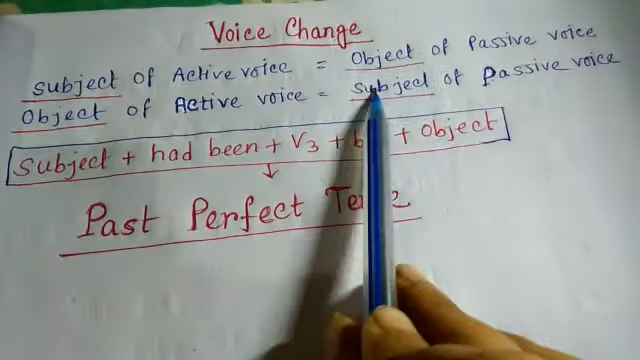 Voice Change
Subject of Active voice = Object of Passive voice
Object of Active voice = Subject of Passive voice
Subject + had been + V3 + + Object
↓
Past Perfect